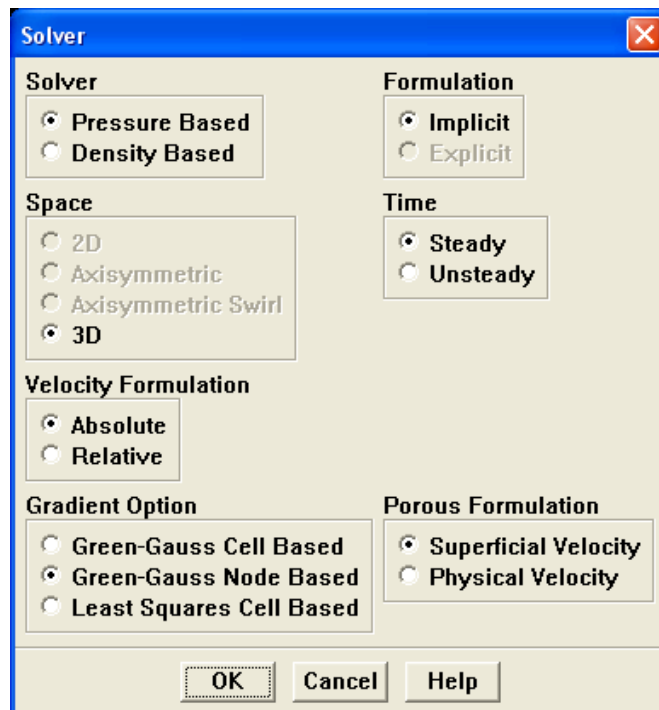 Solver
Solver
Pressure Based
Density Based
Formulation
Implicit
Explicit
Space
2D
Axisymmetric
Axisymmetric Swirl
3D
Time
Steady
Unsteady
Velocity Formulation
Absolute
Relative
Gradient Option
Green-Gauss Cell Based
Green-Gauss Node Based
Least Squares Cell Based
Porous Formulation
Superficial Velocity
Physical Velocity
OK
Cancel
Help